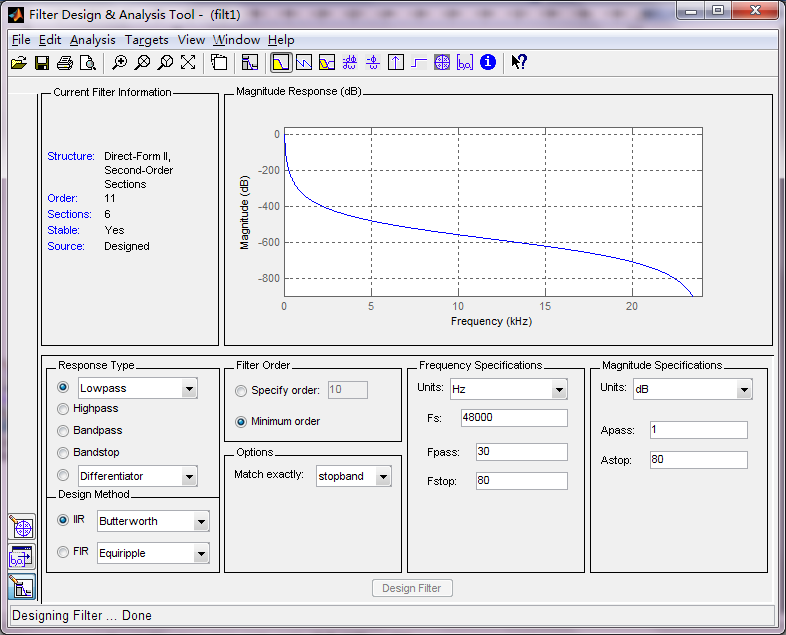 Filter Design & Analysis Tool - (filt1)
File Edit Analysis Targets View Window Help
Current Filter Information
Structure: Direct-Form II,
Second-Order
Sections
Order: 11
Sections: 6
Stable: Yes
Source: Designed
Magnitude Response (dB)
Magnitude (dB)
0
-200
-400
-600
-800
0 5 10 15 20
Frequency (kHz)
Response Type
Lowpass
Highpass
Bandpass
Bandstop
Differentiator
Design Method
IIR Butterworth
FIR Equiripple
Filter Order
Specify order: 10
Minimum order
Options
Match exactly: stopband
Frequency Specifications
Units: Hz
Fs: 48000
Fpass: 30
Fstop: 80
Magnitude Specifications
Units: dB
Apass: 1
Astop: 80
Design Filter
Designing Filter ... Done